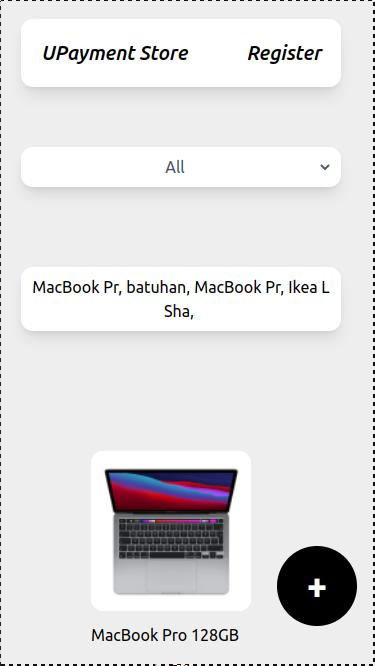 UPayment Store Register
All
MacBook Pr, batuhan, MacBook Pr, Ikea L
Sha,
+
MacBook Pro 128GB